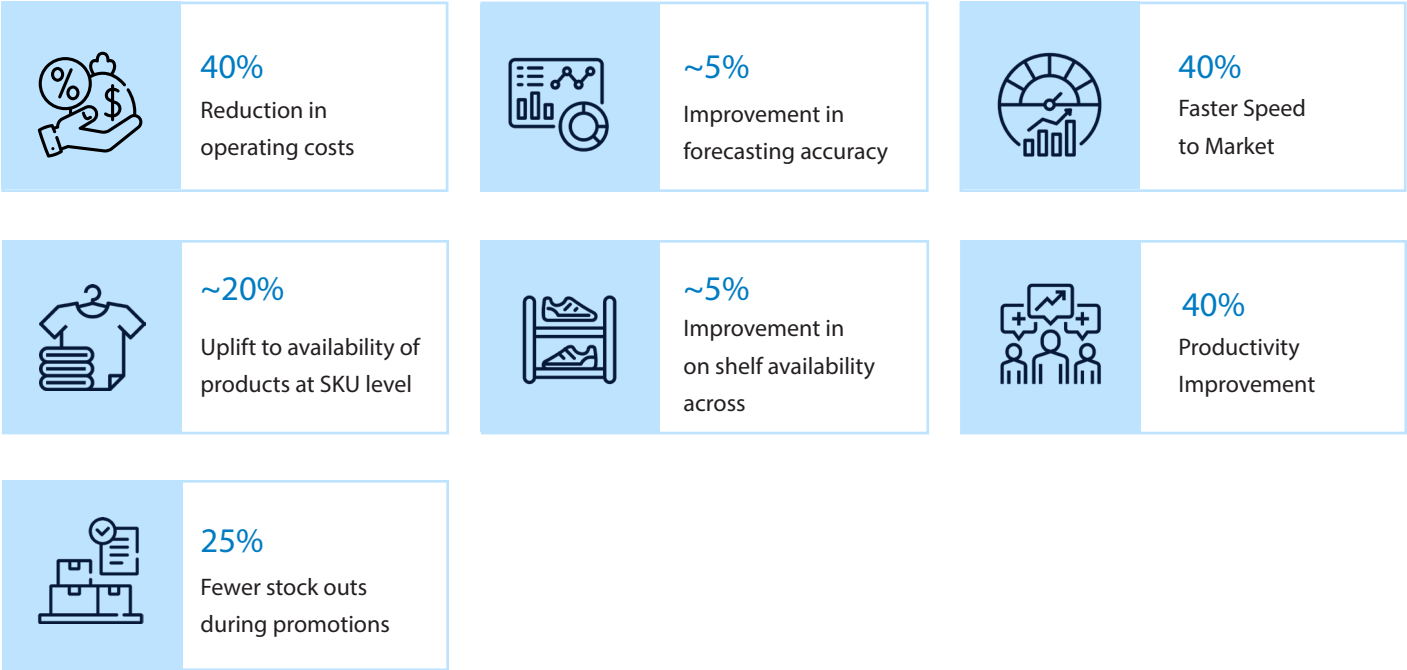 40%
Reduction in
operating costs
~5%
Improvement in
forecasting accuracy
40%
Faster Speed
to Market
~20%
Uplift to availability of
products at SKU level
~5%
Improvement in
on shelf availability
across
40%
Productivity
Improvement
25%
Fewer stock outs
during promotions